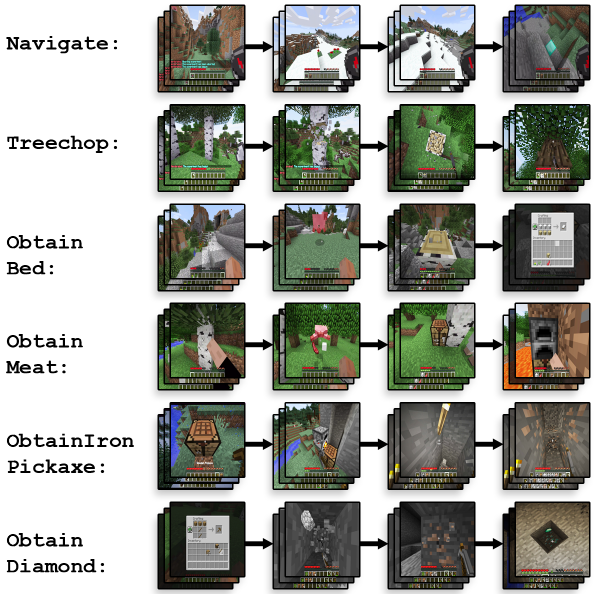 Navigate:
Treechop:
Obtain
Bed:
Obtain
Meat:
ObtainIron
Pickaxe:
Obtain
Diamond: